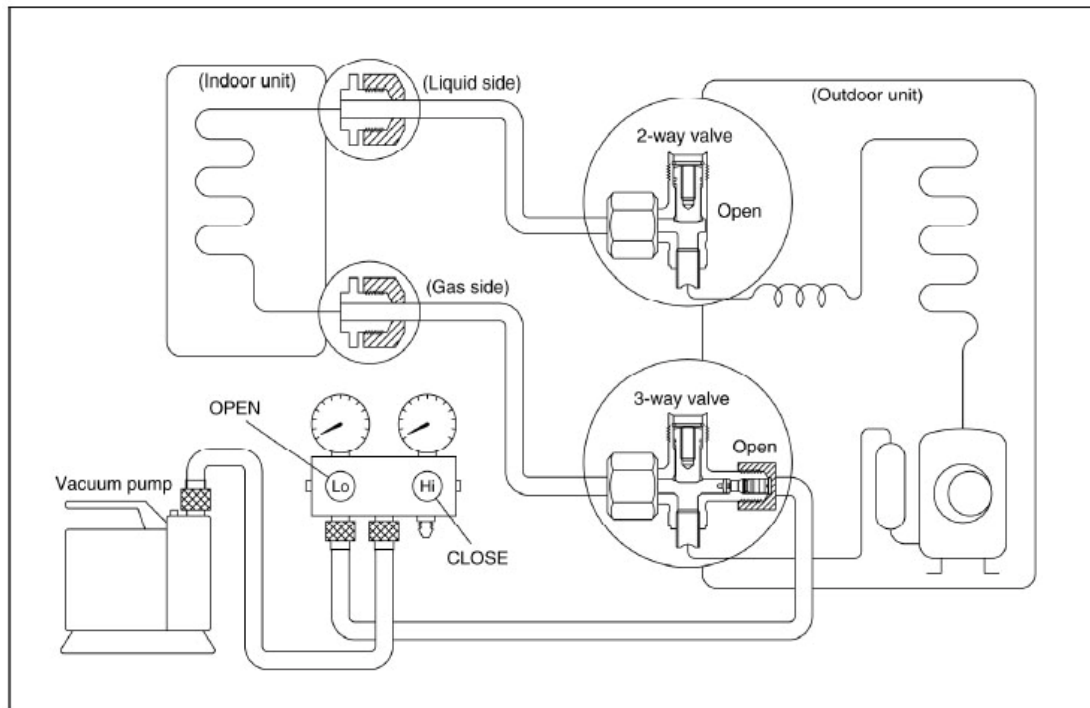 (Indoor unit)
(Liquid side)
(Outdoor unit)
2-way valve
Open
(Gas side)
3-way valve
OPEN
Open
Vacuum pump
Lo
Hi
CLOSE